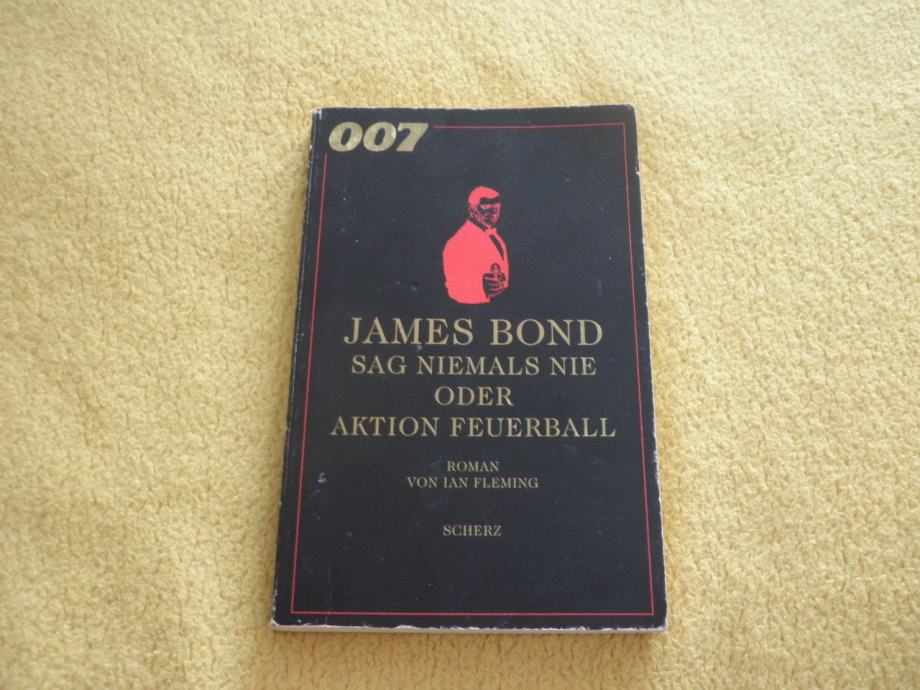 007
JAMES BOND
SAG NIEMALS NIE
ODER
AKTION FEUERBALL
ROMAN
VON IAN FLEMING
SCHERZ